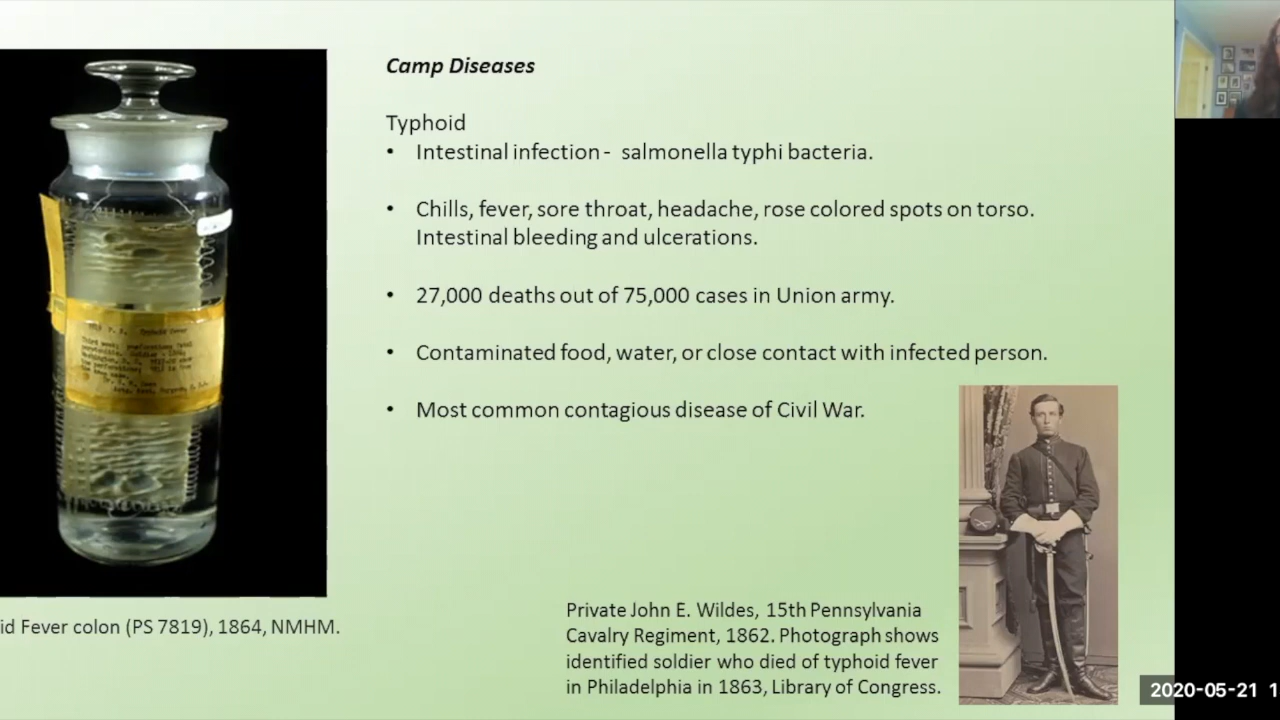 Camp Diseases
Typhoid
• Intestinal infection - salmonella typhi bacteria.
• Chills, fever, sore throat, headache, rose colored spots on torso.
Intestinal bleeding and ulcerations.
• 27,000 deaths out of 75,000 cases in Union army.
• Contaminated food, water, or close contact with infected person.
• Most common contagious disease of Civil War.
Typhoid Fever
id Fever colon (PS 7819), 1864, NMHM.
Private John E. Wildes, 15th Pennsylvania
Cavalry Regiment, 1862. Photograph shows
identified soldier who died of typhoid fever
in Philadelphia in 1863, Library of Congress.
2020-05-21 1